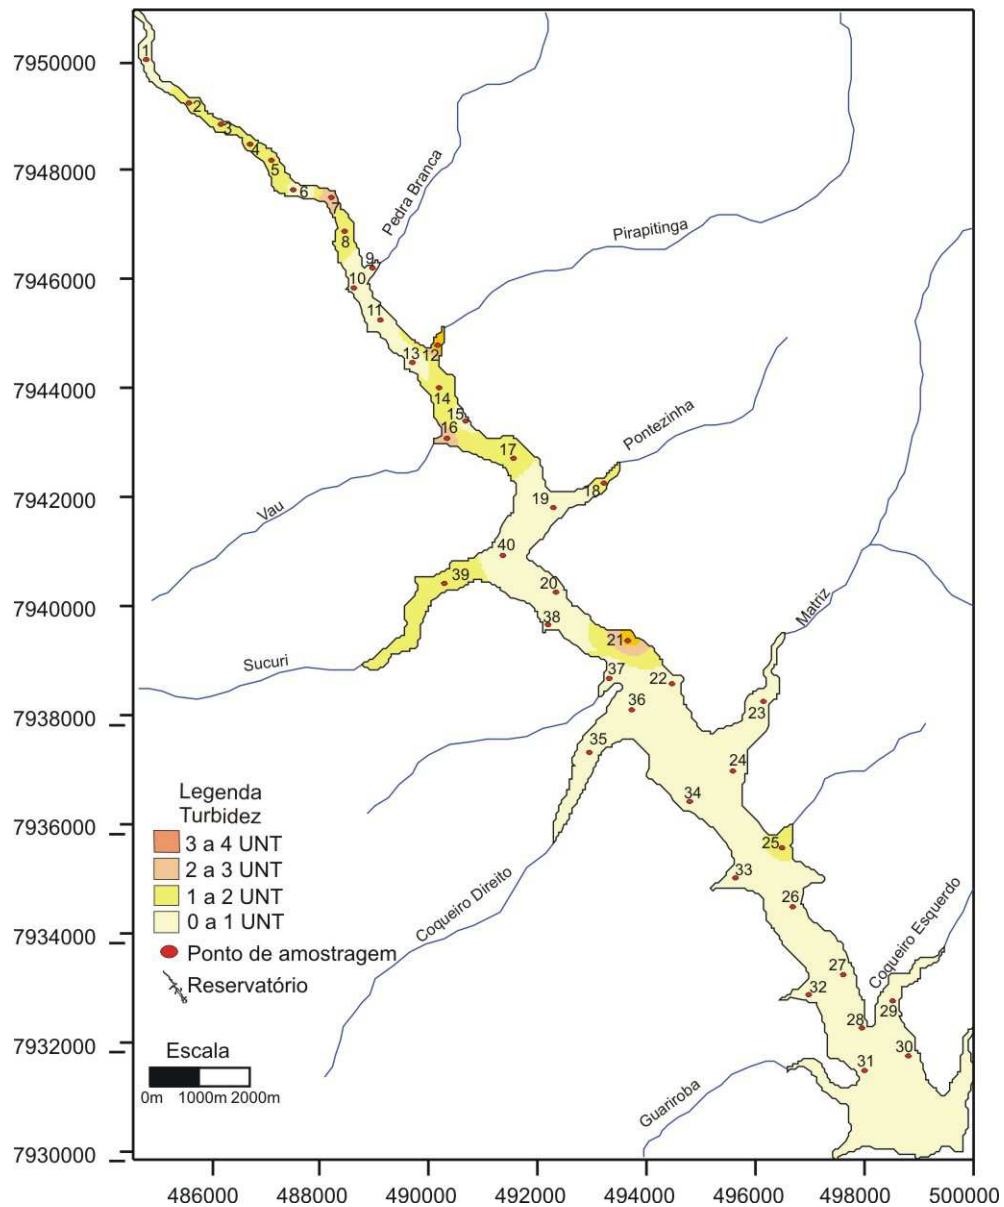 7950000
7948000
7946000
7944000
7942000
7940000
7938000
7936000
7934000
7932000
7930000
1
2
3
4
5
6
7
8
9
10
11
Pedra Branca
Pirapitinga
12
13
14
15
16
17
18
19
Pontezinha
Vau
40
39
20
38
Sucuri
21
37
22
36
Matriz
23
35
24
34
25
33
26
Coqueiro Direito
Coqueiro Esquerdo
27
32
28
29
30
31
Guariroba
Legenda
Turbidez
3 a 4 UNT
2 a 3 UNT
1 a 2 UNT
0 a 1 UNT
Ponto de amostragem
Reservatório
Escala
0m 1000m 2000m
486000 488000 490000 492000 494000 496000 498000 500000